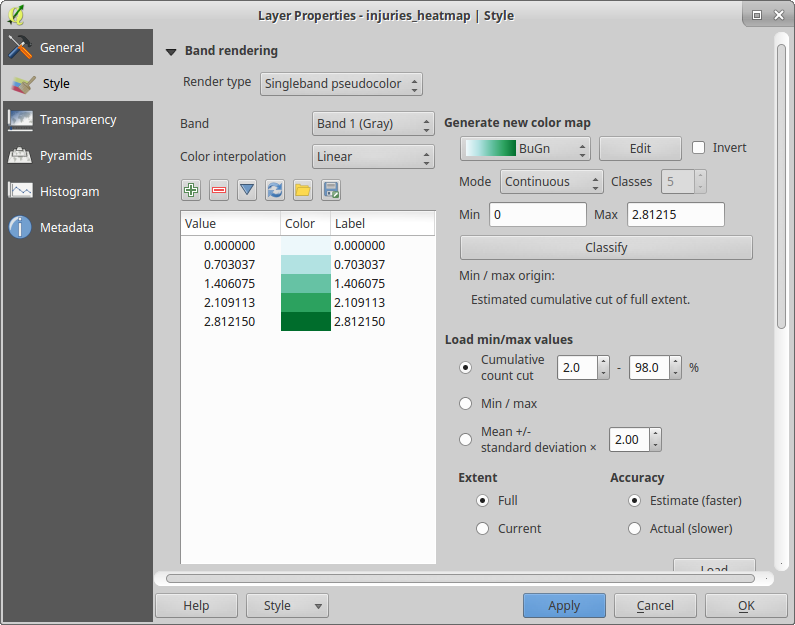 Layer Properties - injuries_heatmap | Style
General
Style
Transparency
Pyramids
Histogram
Metadata
Band rendering
Render type Singleband pseudocolor
Band Band 1 (Gray)
Color interpolation Linear
Value Color Label
0.000000 0.000000
0.703037 0.703037
1.406075 1.406075
2.109113 2.109113
2.812150 2.812150
Generate new color map
BuGn Edit Invert
Mode Continuous Classes 5
Min 0 Max 2.81215
Classify
Min / max origin:
Estimated cumulative cut of full extent.
Load min/max values
Cumulative
count cut 2.0 - 98.0 %
Min / max
Mean +/-
standard deviation × 2.00
Extent Accuracy
Full Estimate (faster)
Current Actual (slower)
Load
Help Style Apply Cancel OK